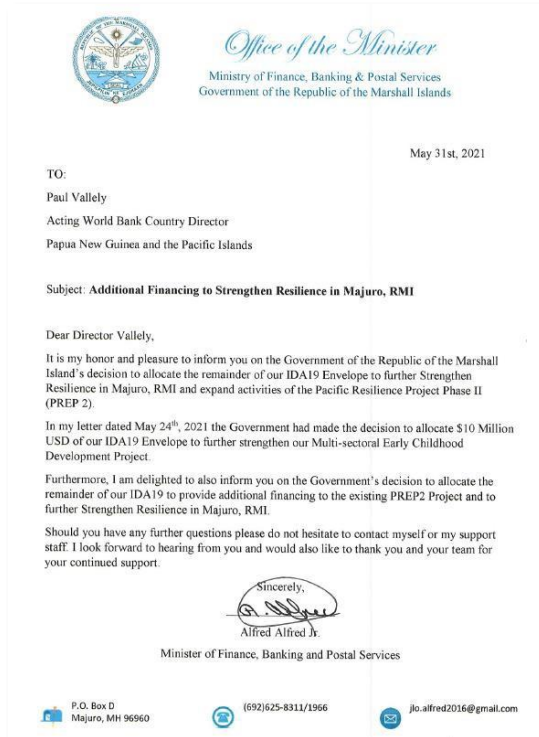 Office of the Minister
Ministry of Finance, Banking & Postal Services
Government of the Republic of the Marshall Islands
May 31st, 2021
TO:
Paul Vallely
Acting World Bank Country Director
Papua New Guinea and the Pacific Islands
Subject: Additional Financing to Strengthen Resilience in Majuro, RMI
Dear Director Vallely,
It is my honor and pleasure to inform you on the Government of the Republic of the Marshall
Island's decision to allocate the remainder of our IDA19 Envelope to further Strengthen
Resilience in Majuro, RMI and expand activities of the Pacific Resilience Project Phase II
(PREP 2).
In my letter dated May 24th, 2021 the Government had made the decision to allocate $10 Million
USD of our IDA19 Envelope to further strengthen our Multi-sectoral Early Childhood
Development Project.
Furthermore, I am delighted to also inform you on the Government's decision to allocate the
remainder of our IDA19 to provide additional financing to the existing PREP2 Project and to
further Strengthen Resilience in Majuro, RMI.
Should you have any further questions please do not hesitate to contact myself or my support
staff. I look forward to hearing from you and would also like to thank you and your team for
your continued support.
Sincerely,
Alfred Alfred Jr.
Minister of Finance, Banking and Postal Services
P.O. Box D
Majuro, MH 96960
(692)625-8311/1966
jlo.alfred2016@gmail.com